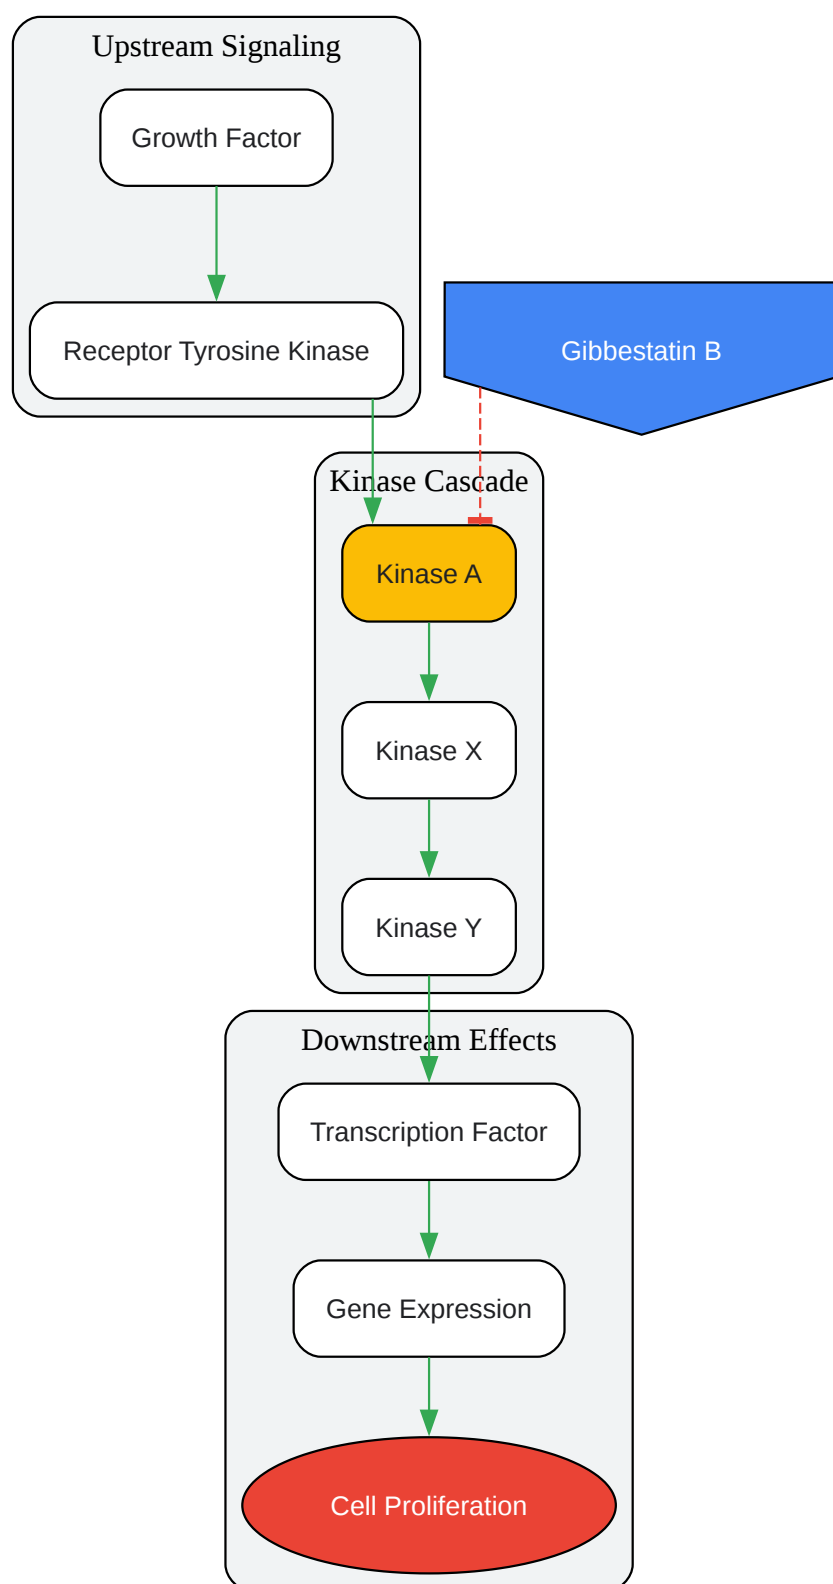 Upstream Signaling
Growth Factor
Receptor Tyrosine Kinase
Gibbestatin B
Kinase Cascade
Kinase A
Kinase X
Kinase Y
Downstream Effects
Transcription Factor
Gene Expression
Cell Proliferation